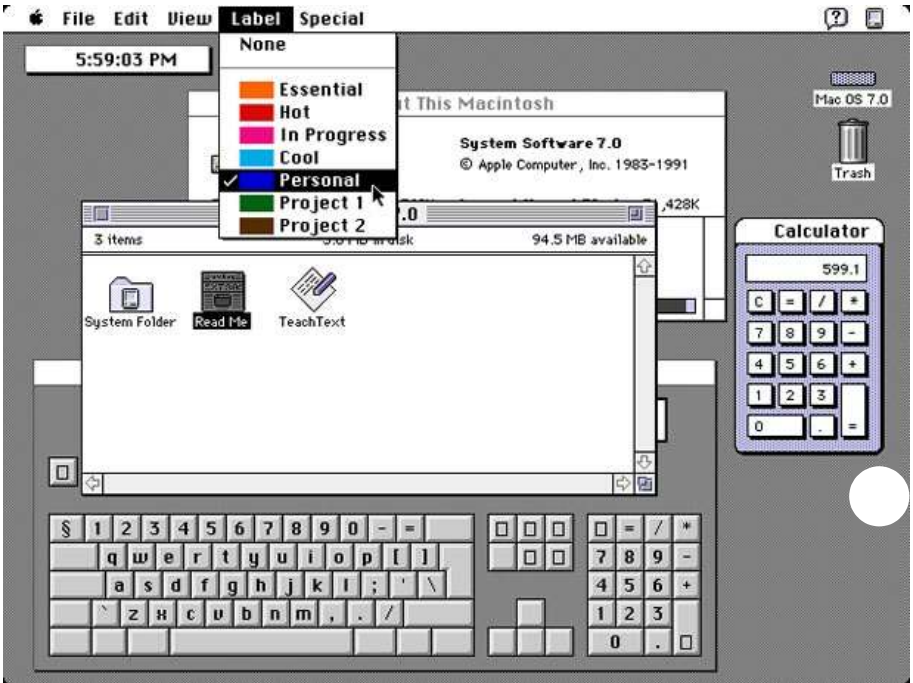 File Edit View Label Special
5:59:03 PM
None
Essential
Hot
In Progress
Cool
Personal
Project 1
Project 2
This Macintosh
System Software 7.0
© Apple Computer, Inc. 1983-1991
,428K
Mac OS 7.0
Trash
.0
3 items
94.5 MB available
System Folder
Read Me
TeachText
Calculator
599.1
C = / *
7 8 9 -
4 5 6 +
1 2 3
0 . =
§ 1 2 3 4 5 6 7 8 9 0 - =
q w e r t y u i o p [ ]
a s d f g h j k l ; ' \
` z x c v b n m , . /
= / *
7 8 9 -
4 5 6 +
1 2 3
0 .